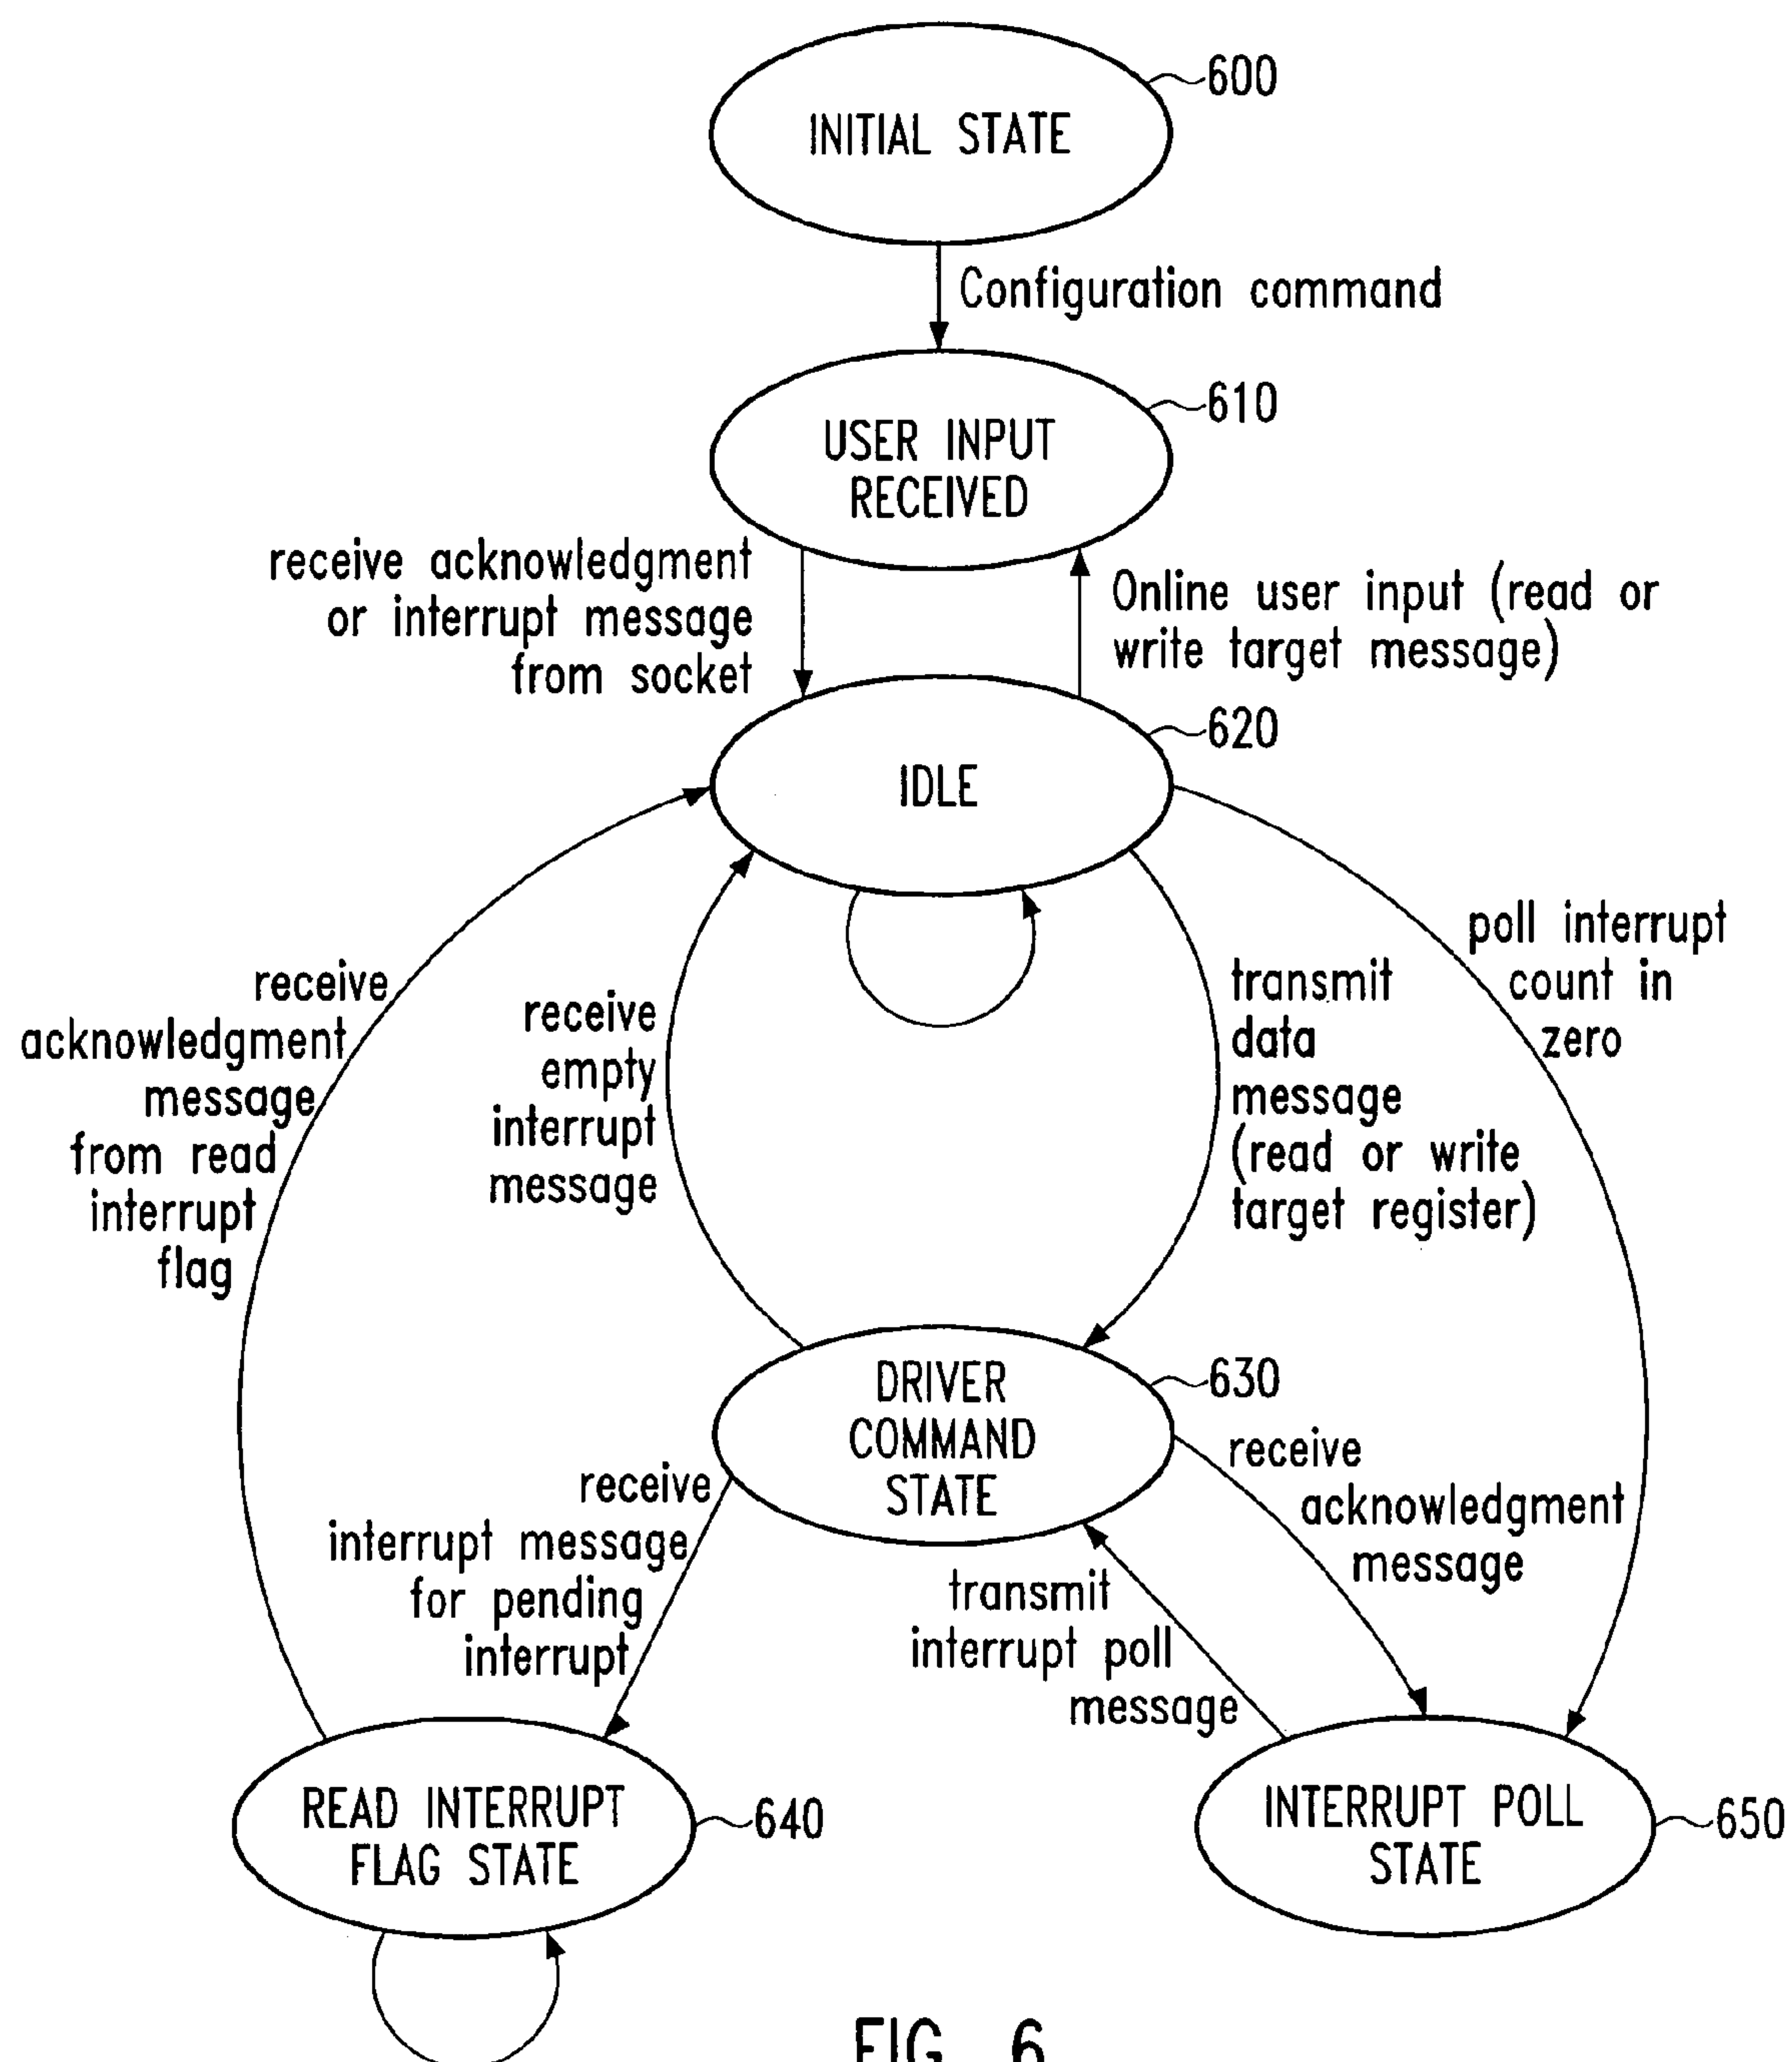 600
INITIAL STATE
Configuration command
610
USER INPUT
RECEIVED
receive acknowledgment
or interrupt message
from socket
Online user input (read or
write target message)
620
IDLE
receive
acknowledgment
message
from read
interrupt
flag
receive
empty
interrupt
message
transmit
data
message
(read or write
target register)
poll interrupt
count in
zero
630
DRIVER
COMMAND
STATE
receive
interrupt message
for pending
interrupt
transmit
interrupt poll
message
receive
acknowledgment
message
READ INTERRUPT
FLAG STATE
640
INTERRUPT POLL
STATE
650
FIG. 6